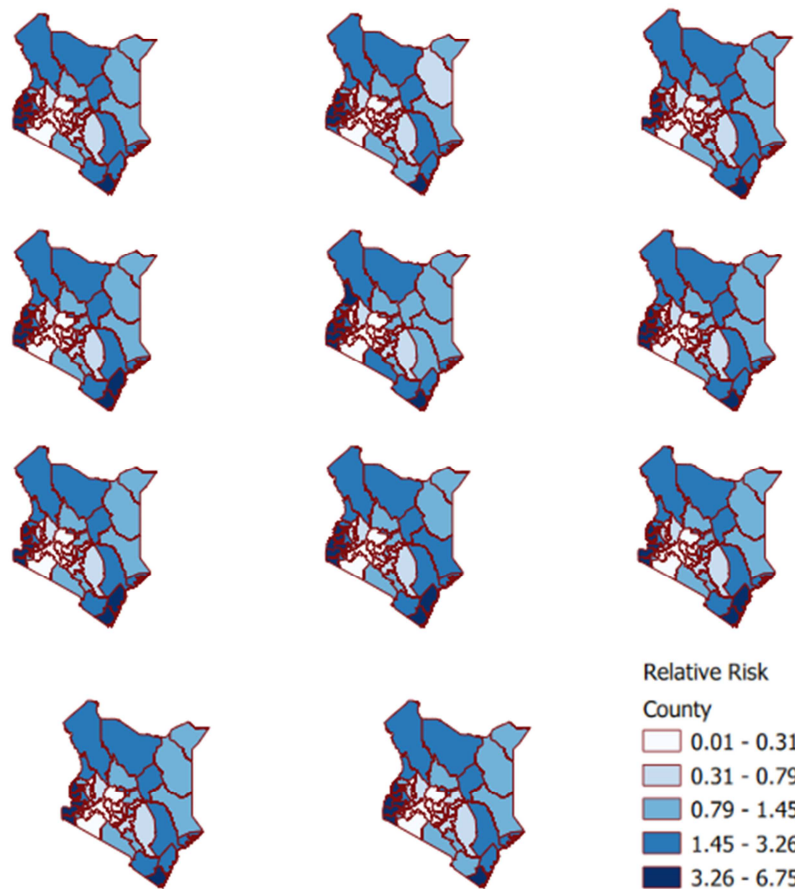 Relative Risk
County
0.01 - 0.31
0.31 - 0.79
0.79 - 1.45
1.45 - 3.26
3.26 - 6.75